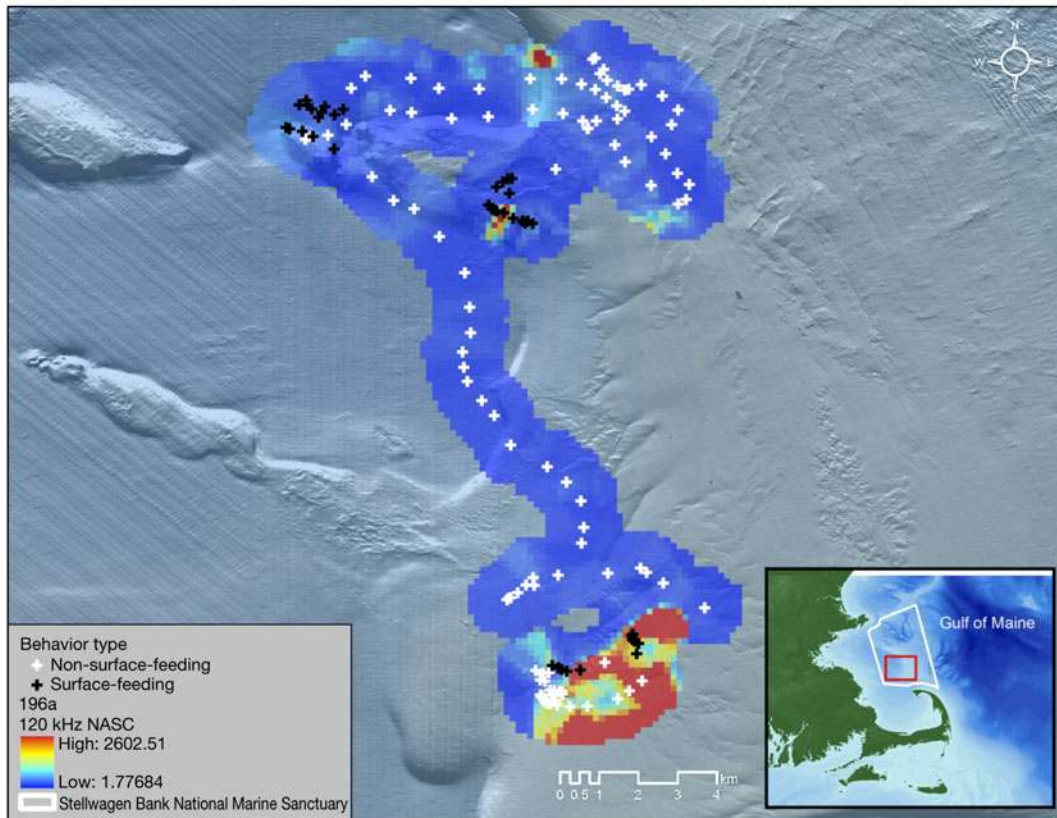 N
W E
S
Behavior type
Non-surface-feeding
Surface-feeding
196a
120 kHz NASC
High: 2602.51
Low: 1.77684
Stellwagen Bank National Marine Sanctuary
km
0 0.5 1 2 3 4
Gulf of Maine